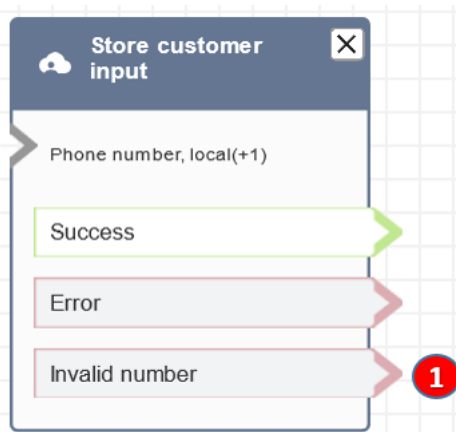 Store customer
input
Phone number, local(+1)
Success
Error
Invalid number
1